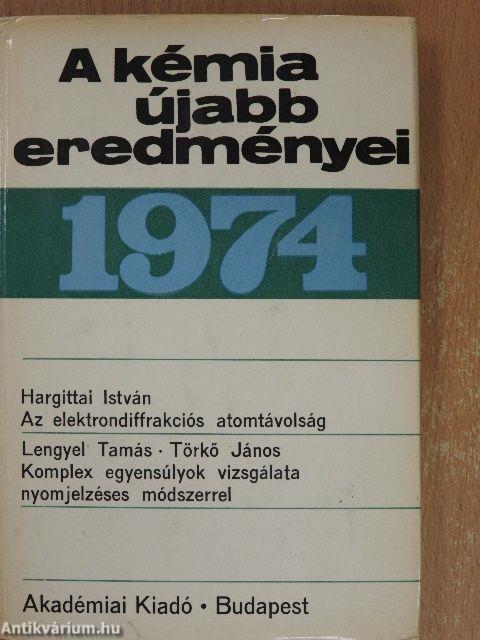 A kémia
újabb
eredményei
1974
Hargittai István
Az elektrondiffrakciós atomtávolság
Lengyel Tamás · Törkő János
Komplex egyensúlyok vizsgálata
nyomjelzéses módszerrel
Akadémiai Kiadó • Budapest
Antikvárium.hu